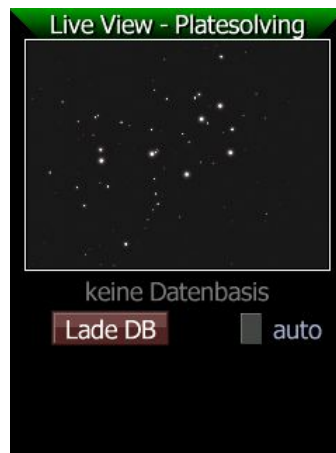 Live View - Platesolving
keine Datenbasis
Lade DB
auto